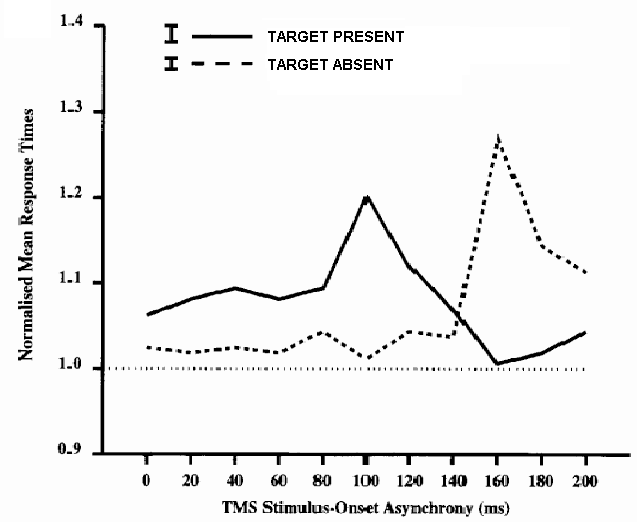 1.4
TARGET PRESENT
TARGET ABSENT
1.3
1.2
1.1
1.0
0.9
Normalised Mean Response Times
0 20 40 60 80 100 120 140 160 180 200
TMS Stimulus-Onset Asynchrony (ms)